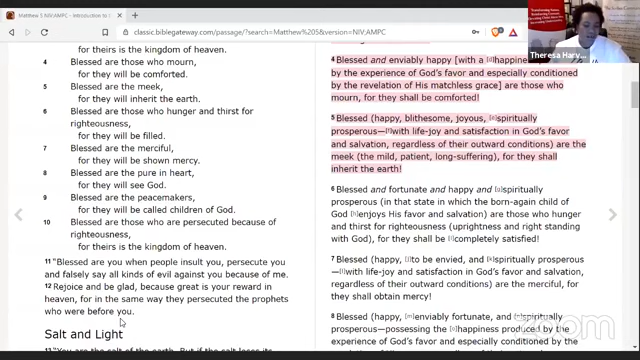 Matthew 5 NIV;AMPC - Introduction to
classic.biblegateway.com/passage/?search=Matthew%205&version=NIV;AMPC
Theresa Harv...
for theirs is the kingdom of heaven.
4 Blessed are those who mourn,
for they will be comforted.
5 Blessed are the meek,
for they will inherit the earth.
6 Blessed are those who hunger and thirst for
righteousness,
for they will be filled.
7 Blessed are the merciful,
for they will be shown mercy.
8 Blessed are the pure in heart,
for they will see God.
9 Blessed are the peacemakers,
for they will be called children of God.
10 Blessed are those who are persecuted because of
righteousness,
for theirs is the kingdom of heaven.
11 "Blessed are you when people insult you, persecute you
and falsely say all kinds of evil against you because of me.
12 Rejoice and be glad, because great is your reward in
heaven, for in the same way they persecuted the prophets
who were before you.
Salt and Light
13 "You are the salt of the earth. But if the salt loses its
4 Blessed and enviably happy [with a happiness
by the experience of God's favor and especially conditioned
by the revelation of His matchless grace] are those who
mourn, for they shall be comforted!
5 Blessed (happy, blithesome, joyous, [e]spiritually
prosperous—[f]with life-joy and satisfaction in God's favor
and salvation, regardless of their outward conditions) are the
meek (the mild, patient, long-suffering), for they shall
inherit the earth!
6 Blessed and fortunate and happy and [g]spiritually
prosperous (in that state in which the born-again child of
God [h]enjoys His favor and salvation) are those who hunger
and thirst for righteousness (uprightness and right standing
with God), for they shall be [i]completely satisfied!
7 Blessed (happy, [j]to be envied, and [k]spiritually prosperous
—with life-joy and satisfaction in God's favor and salvation,
regardless of their outward conditions) are the merciful, for
they shall obtain mercy!
8 Blessed (happy, [m]enviably fortunate, and [n]spiritually
prosperous—possessing the [o]happiness produced by the
experience of God's favor and especially conditioned by the
zoom